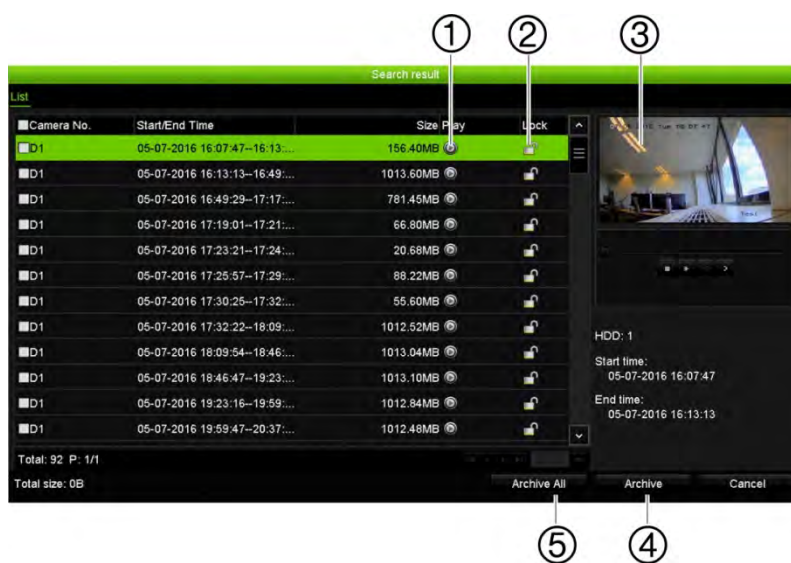 ① ② ③
Search result
List
Camera No. Start/End Time Size Play Lock
D1 05-07-2016 16:07:47--16:13:... 156.40MB
D1 05-07-2016 16:13:13--16:49:... 1013.60MB
D1 05-07-2016 16:49:29--17:17:... 781.45MB
D1 05-07-2016 17:19:01--17:21:... 66.80MB
D1 05-07-2016 17:23:21--17:24:... 20.68MB
D1 05-07-2016 17:25:57--17:29:... 88.22MB
D1 05-07-2016 17:30:25--17:32:... 55.60MB
D1 05-07-2016 17:32:22--18:09:... 1012.52MB
D1 05-07-2016 18:09:54--18:46:... 1013.04MB
D1 05-07-2016 18:46:47--19:23:... 1013.10MB
D1 05-07-2016 19:23:16--19:59:... 1012.84MB
D1 05-07-2016 19:59:47--20:37:... 1012.48MB
HDD: 1
Start time:
05-07-2016 16:07:47
End time:
05-07-2016 16:13:13
Total: 92 P: 1/1
Total size: 0B
Archive All Archive Cancel
⑤ ④